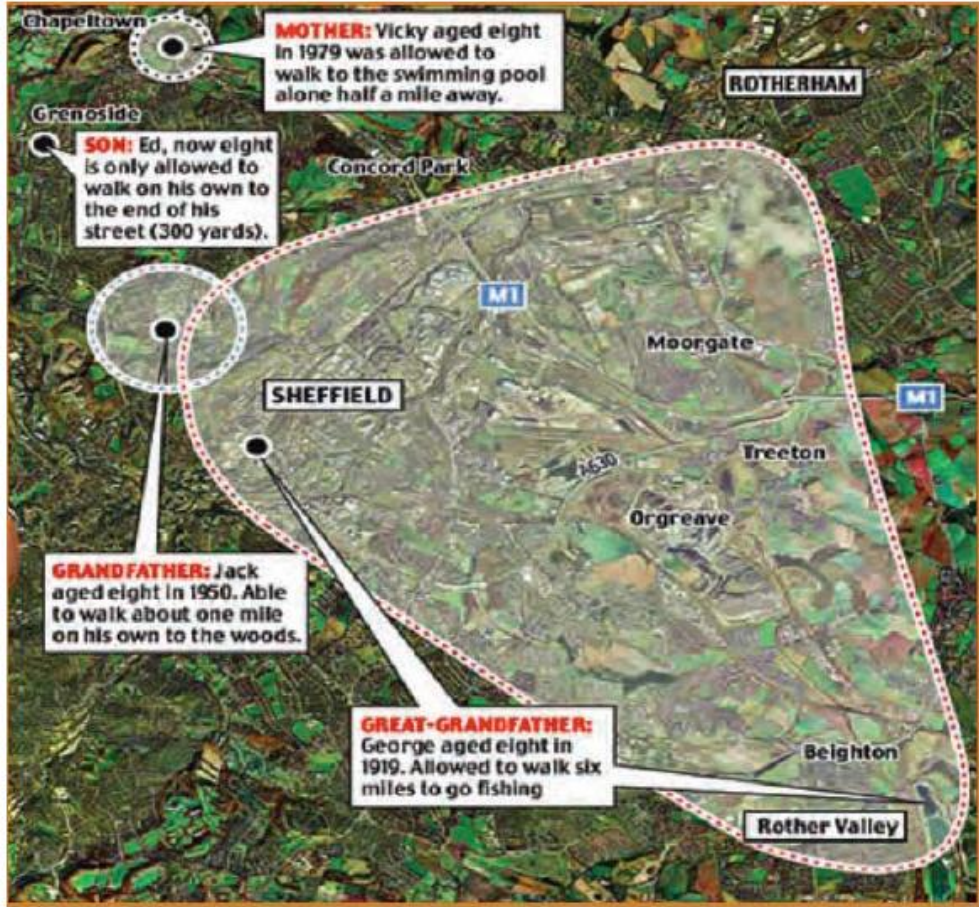 Chapeltown
MOTHER: Vicky aged eight
in 1979 was allowed to
walk to the swimming pool
alone half a mile away.
ROTHERHAM
Grenoside
SON: Ed, now eight
is only allowed to
walk on his own to
the end of his
street (300 yards).
Concord Park
M1
Moorgate
SHEFFIELD
M1
Treeton
A630
Orgreave
GRANDFATHER: Jack
aged eight in 1950. Able
to walk about one mile
on his own to the woods.
GREAT-GRANDFATHER:
George aged eight in
1919. Allowed to walk six
miles to go fishing
Beighton
Rother Valley